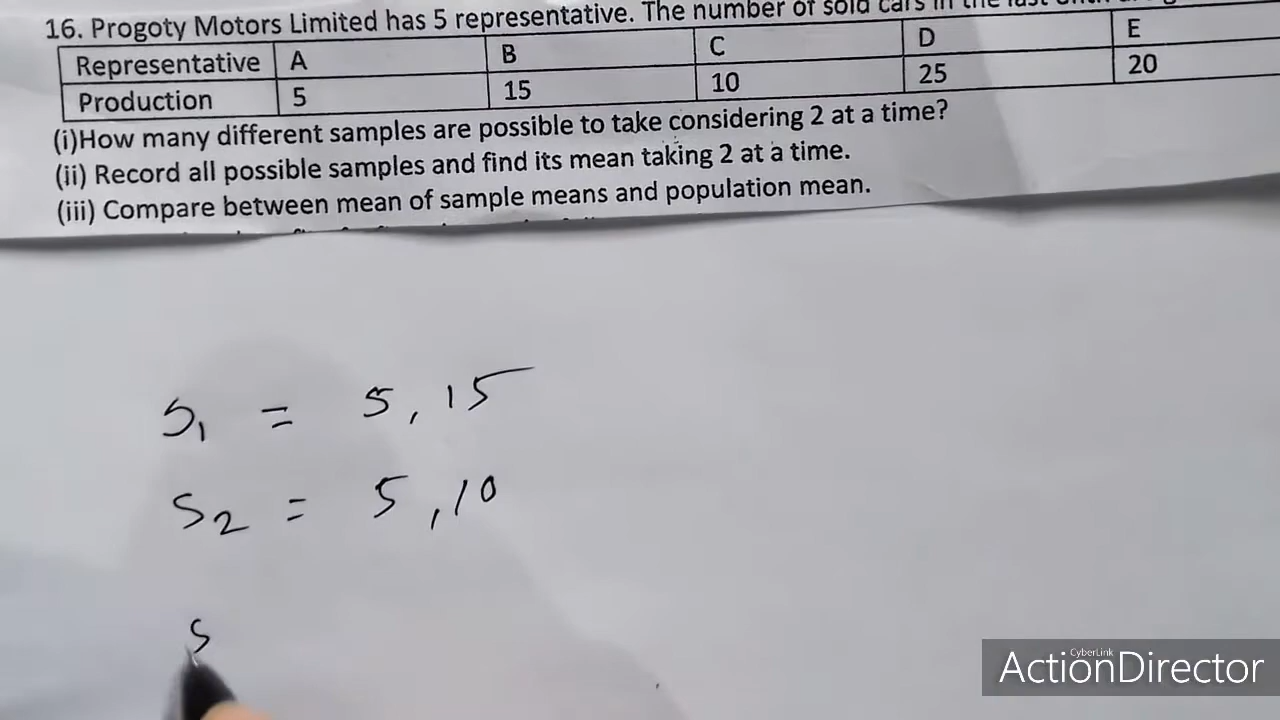 16. Progoty Motors Limited has 5 representative. The number of sold cars in the last
Representative A B C D E
Production 5 15 10 25 20
(i)How many different samples are possible to take considering 2 at a time?
(ii) Record all possible samples and find its mean taking 2 at a time.
(iii) Compare between mean of sample means and population mean.
S1 = 5, 15
S2 = 5, 10
S
CyberLink
ActionDirector